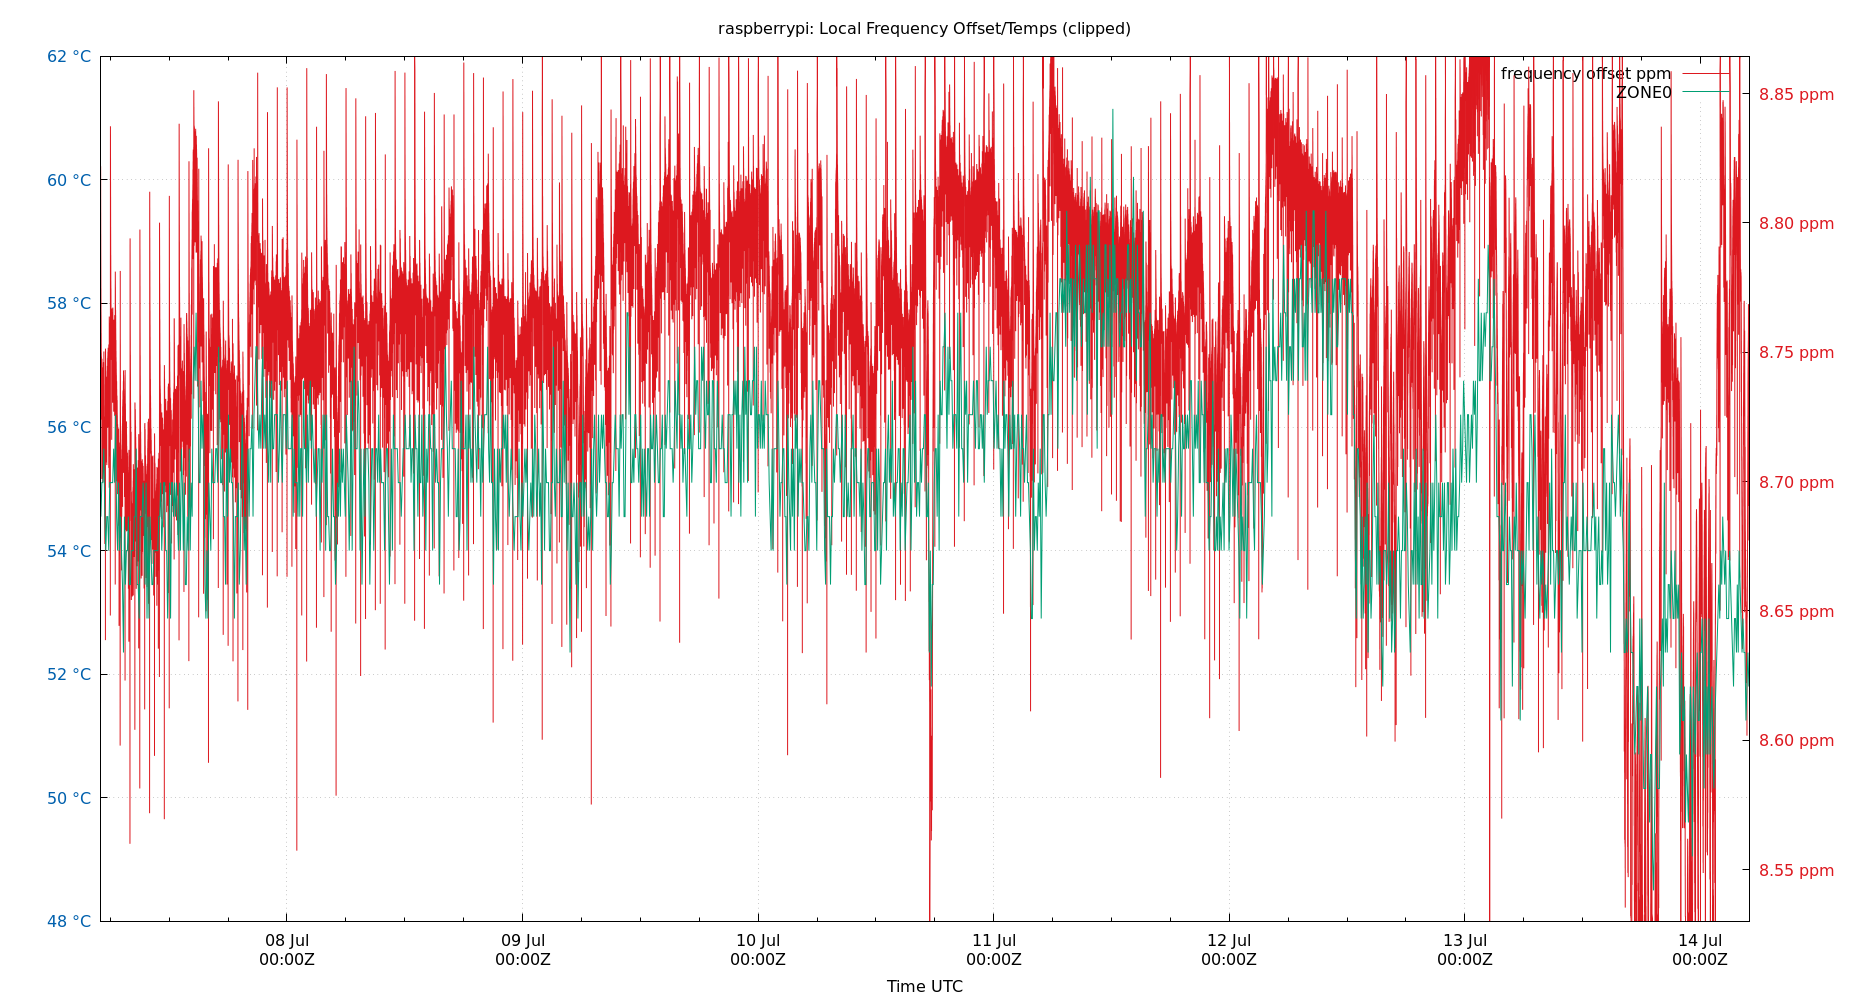 raspberrypi: Local Frequency Offset/Temps (clipped)
62 °C
60 °C
58 °C
56 °C
54 °C
52 °C
50 °C
48 °C
frequency offset ppm
ZONE0
8.85 ppm
8.80 ppm
8.75 ppm
8.70 ppm
8.65 ppm
8.60 ppm
8.55 ppm
08 Jul
00:00Z
09 Jul
00:00Z
10 Jul
00:00Z
11 Jul
00:00Z
12 Jul
00:00Z
13 Jul
00:00Z
14 Jul
00:00Z
Time UTC